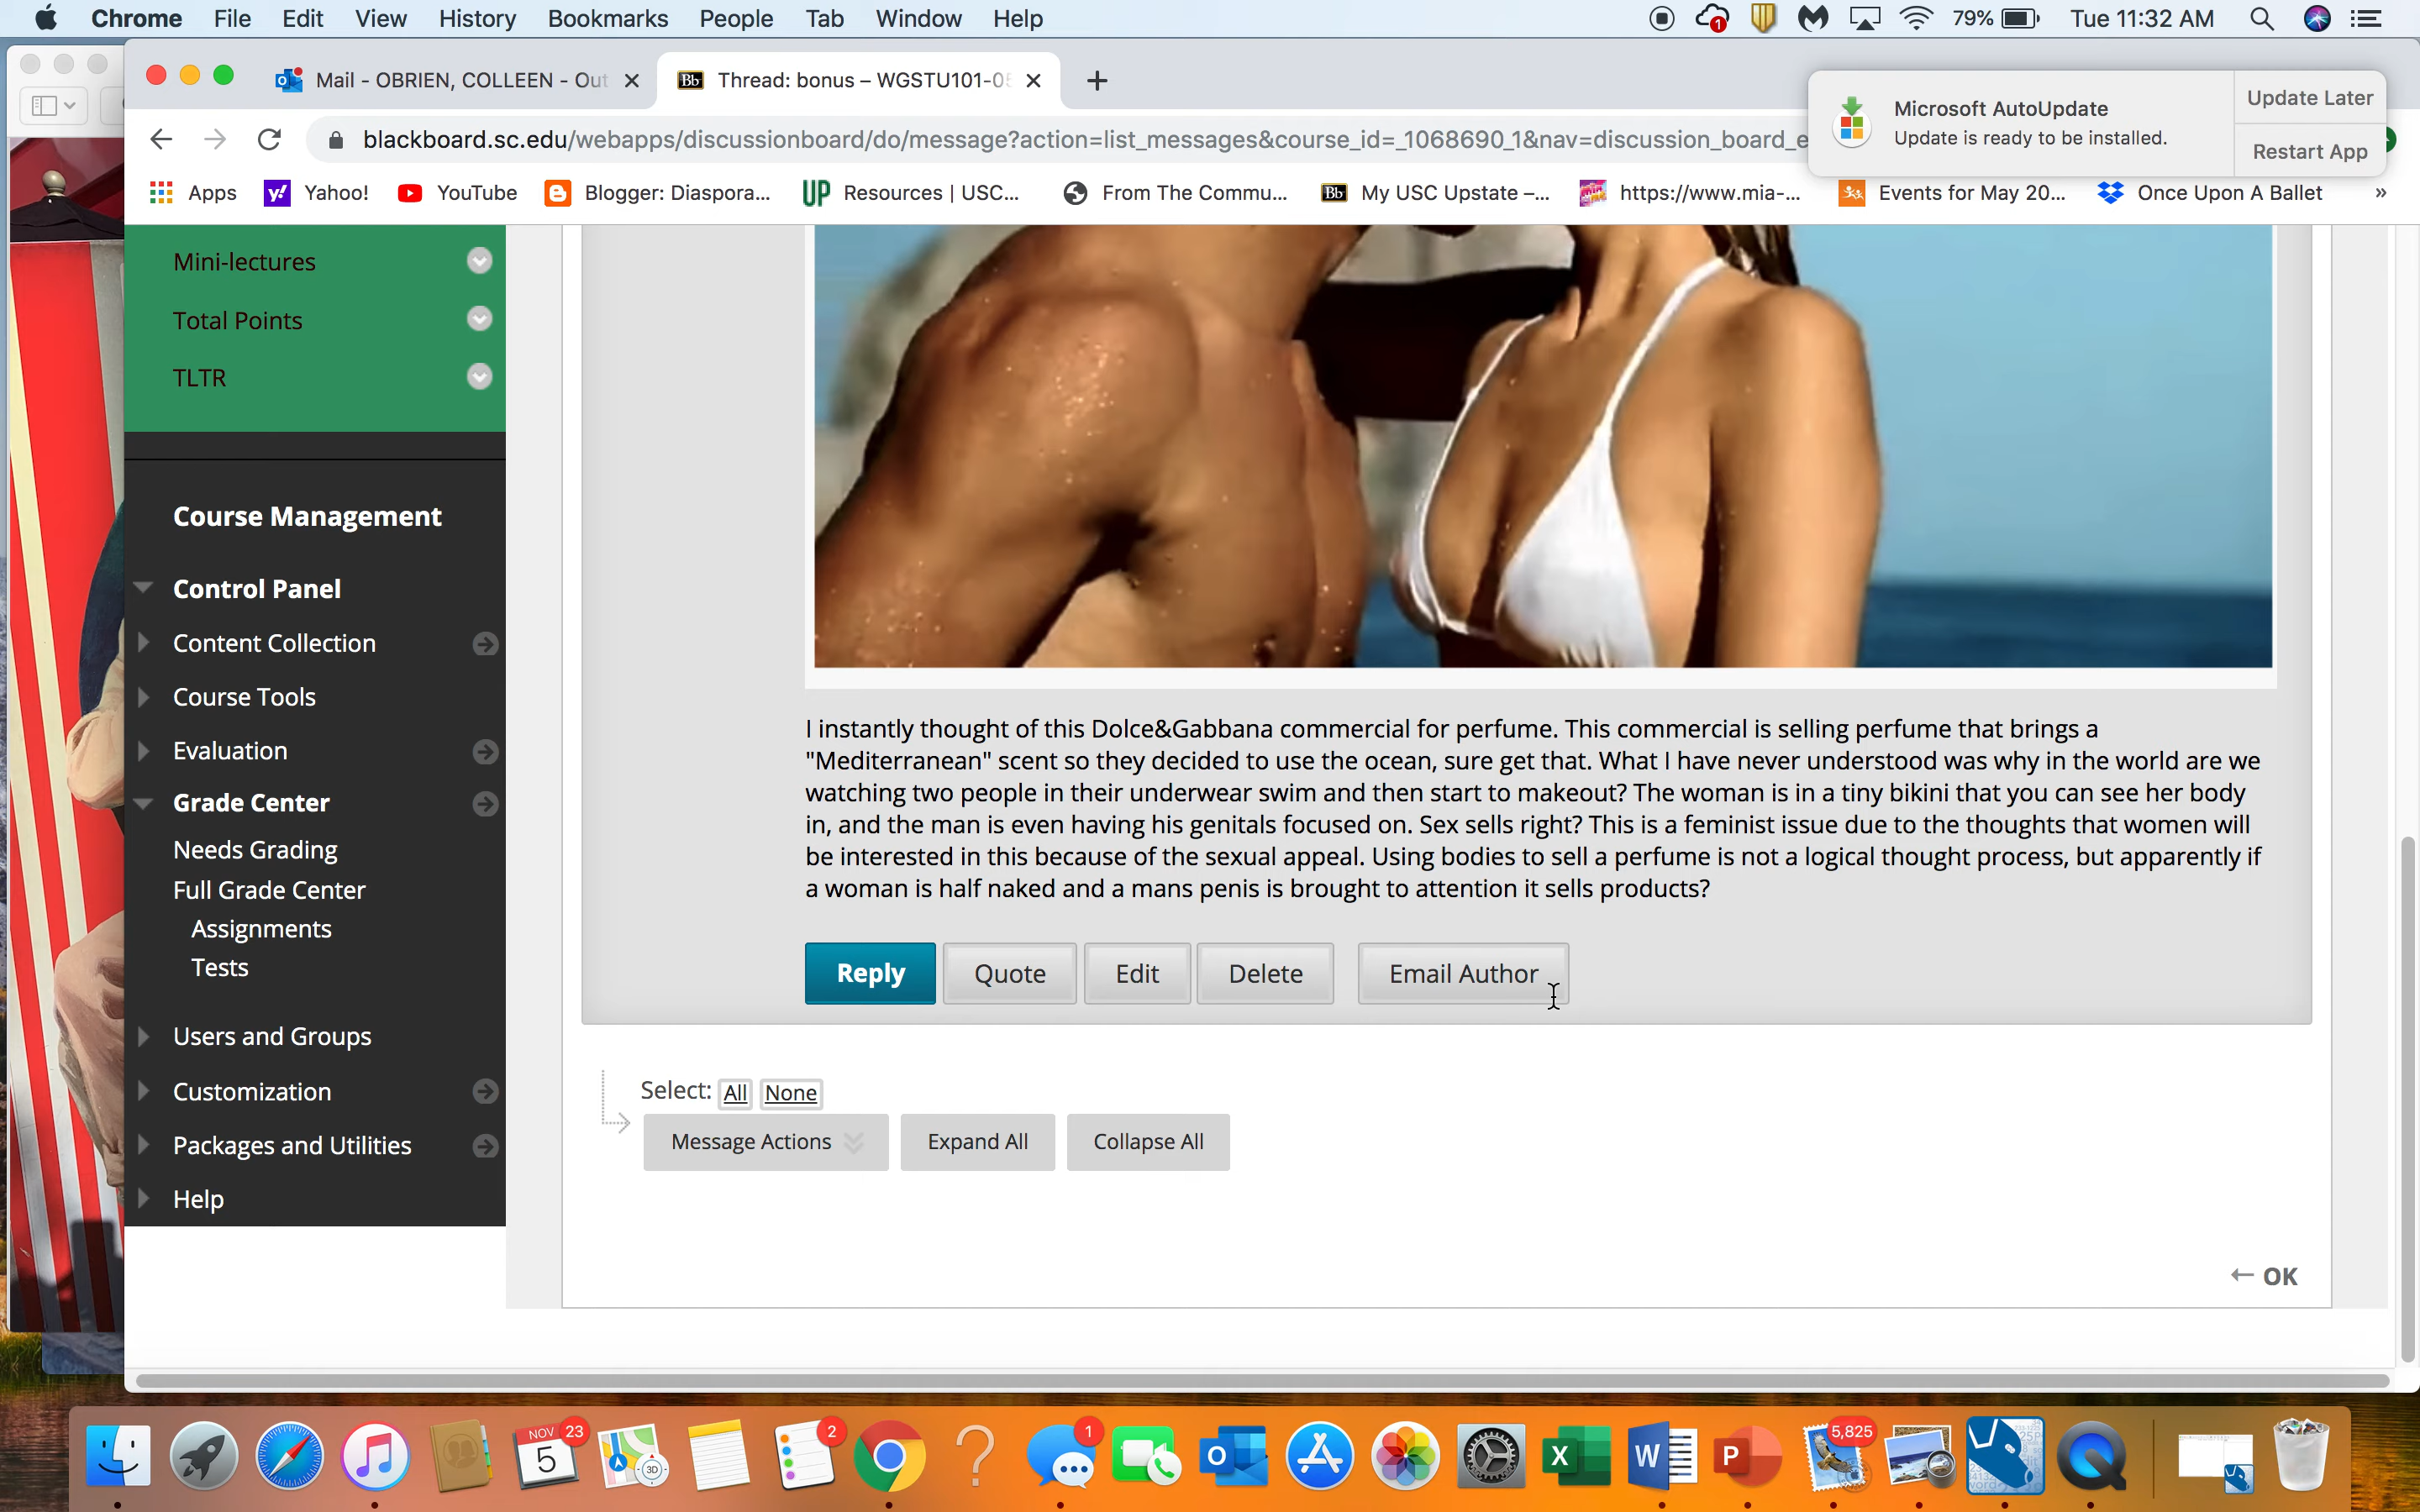 Chrome File Edit View History Bookmarks People Tab Window Help
1 79% Tue 11:32 AM
Mail - OBRIEN, COLLEEN - Out
Bb Thread: bonus – WGSTU101-05
Microsoft AutoUpdate
Update is ready to be installed.
Update Later
Restart App
blackboard.sc.edu/webapps/discussionboard/do/message?action=list_messages&course_id=_1068690_1&nav=discussion_board_e
Apps Yahoo! YouTube Blogger: Diaspora... UP Resources | USC... From The Commu... Bb My USC Upstate –... https://www.mia-... Events for May 20... Once Upon A Ballet »
Mini-lectures
Total Points
TLTR
Course Management
Control Panel
Content Collection
Course Tools
Evaluation
Grade Center
Needs Grading
Full Grade Center
Assignments
Tests
Users and Groups
Customization
Packages and Utilities
Help
I instantly thought of this Dolce&Gabbana commercial for perfume. This commercial is selling perfume that brings a
"Mediterranean" scent so they decided to use the ocean, sure get that. What I have never understood was why in the world are we
watching two people in their underwear swim and then start to makeout? The woman is in a tiny bikini that you can see her body
in, and the man is even having his genitals focused on. Sex sells right? This is a feminist issue due to the thoughts that women will
be interested in this because of the sexual appeal. Using bodies to sell a perfume is not a logical thought process, but apparently if
a woman is half naked and a mans penis is brought to attention it sells products?
Reply Quote Edit Delete Email Author
Select: All None
Message Actions Expand All Collapse All
← OK
NOV 23 5 3D 2 ? 1 O X W P 5,825